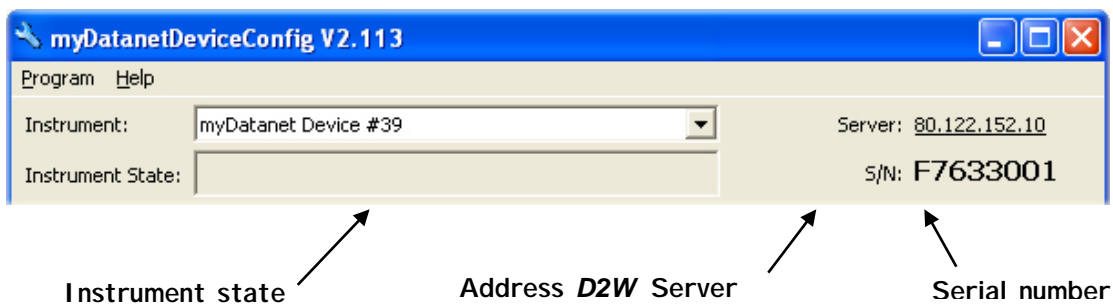 myDatanetDeviceConfig V2.113
Program Help
Instrument: myDatanet Device #39 Server: 80.122.152.10
Instrument State: S/N: F7633001
Instrument state Address D2W Server Serial number